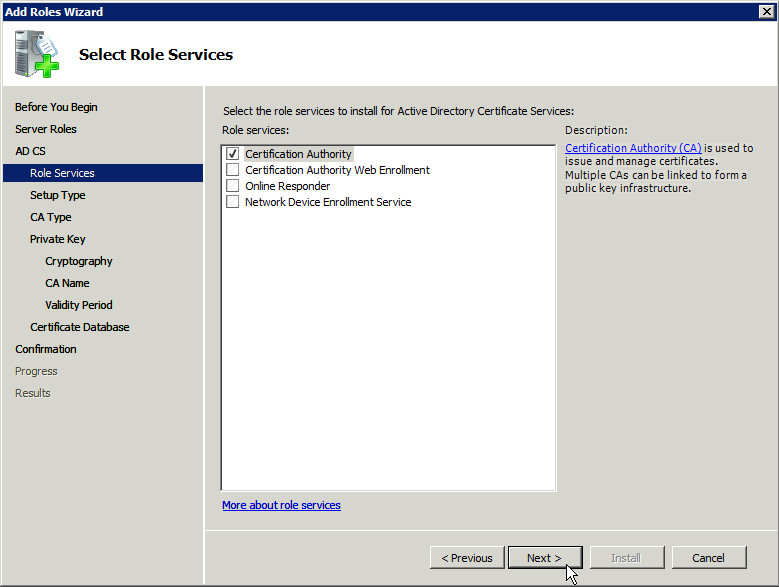 Add Roles Wizard
Select Role Services
Before You Begin
Server Roles
AD CS
Role Services
Setup Type
CA Type
Private Key
Cryptography
CA Name
Validity Period
Certificate Database
Confirmation
Progress
Results
Select the role services to install for Active Directory Certificate Services:
Role services:
Certification Authority
Certification Authority Web Enrollment
Online Responder
Network Device Enrollment Service
More about role services
Description:
Certification Authority (CA) is used to
issue and manage certificates.
Multiple CAs can be linked to form a
public key infrastructure.
< Previous
Next >
Install
Cancel